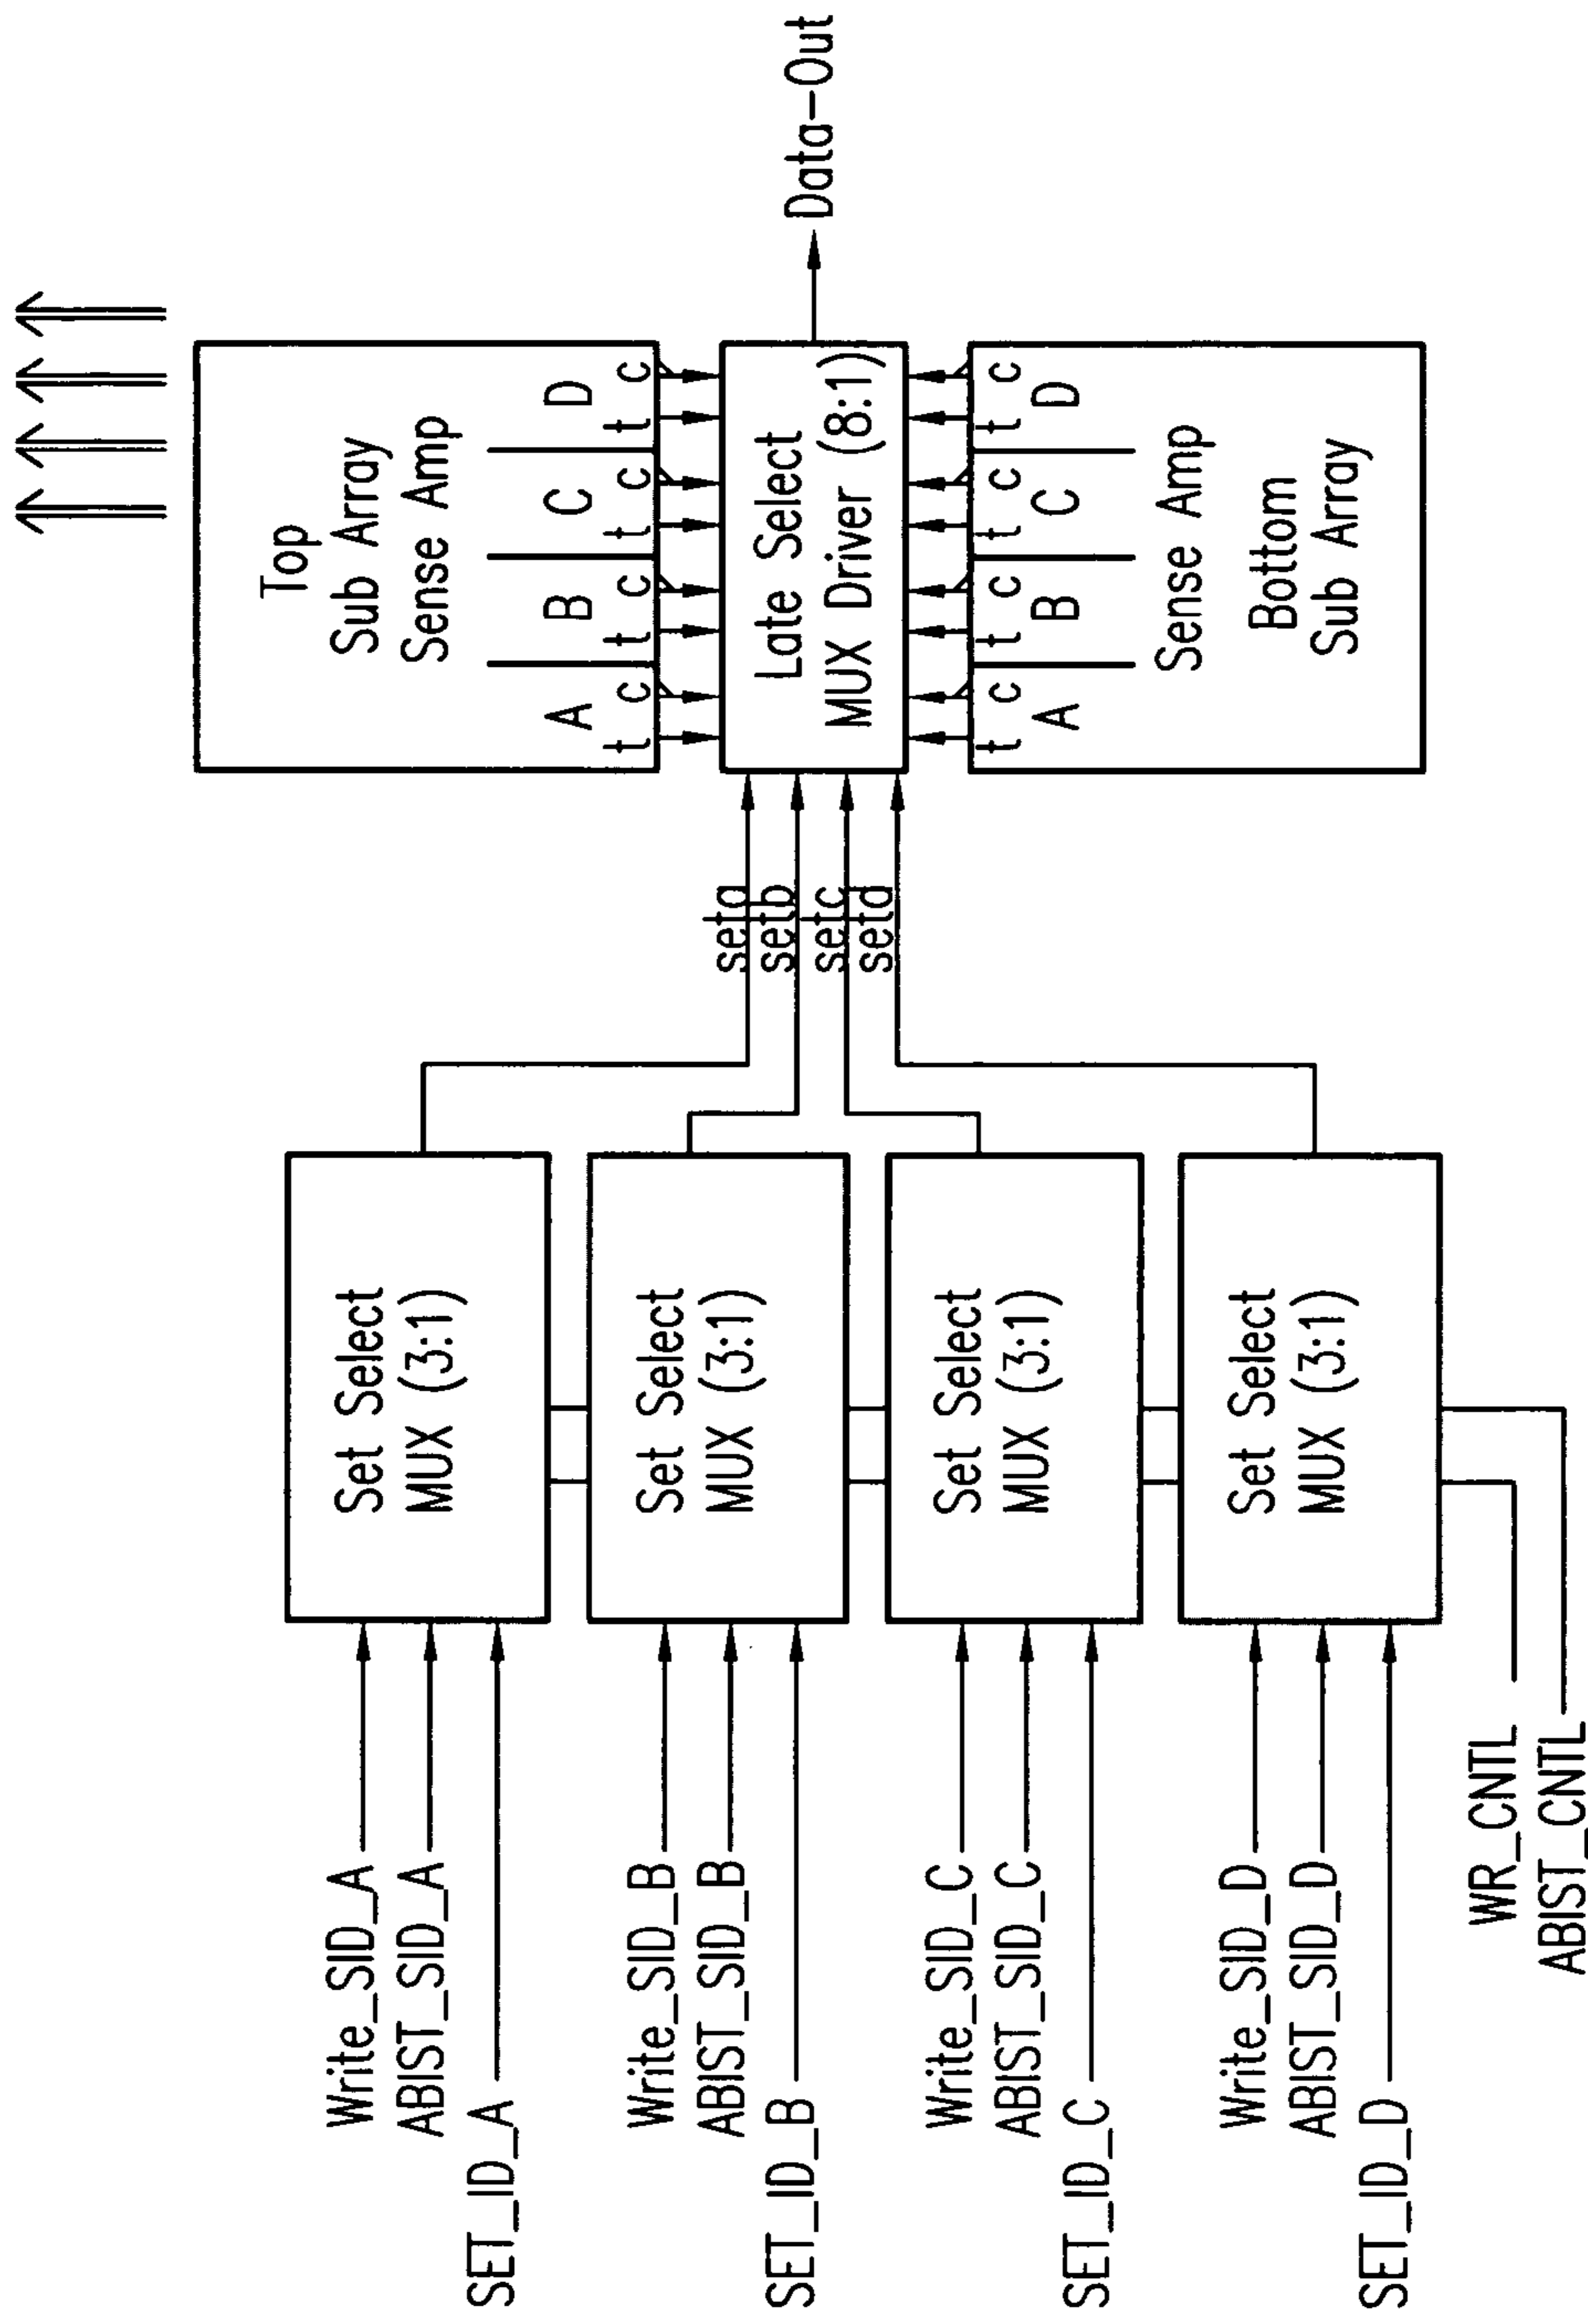 Write_SID_A
ABIST_SID_A
SET_ID_A
Write_SID_B
ABIST_SID_B
SET_ID_B
Write_SID_C
ABIST_SID_C
SET_ID_C
Write_SID_D
ABIST_SID_D
SET_ID_D
WR_CNTL
ABIST_CNTL
Set Select
MUX (3:1)
Set Select
MUX (3:1)
Set Select
MUX (3:1)
Set Select
MUX (3:1)
seta
setb
setc
setd
Top
Sub Array
Sense Amp
A B C D
t c t c t c t c
Late Select
MUX Driver (8:1)
Data-Out
t c t c t c t c
A B C D
Sense Amp
Bottom
Sub Array